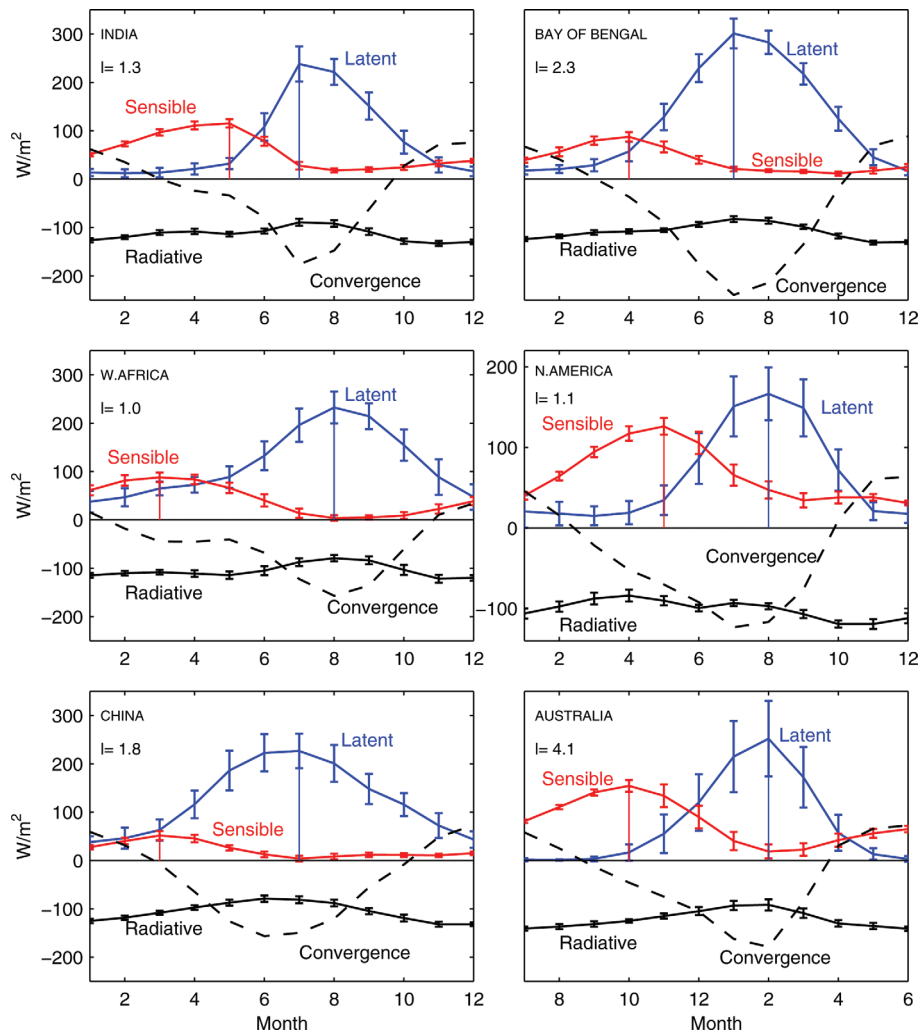 INDIA
l= 1.3
Latent
Sensible
Radiative
Convergence
W/m²
300
200
100
0
−100
−200
2 4 6 8 10 12
BAY OF BENGAL
l= 2.3
Latent
Sensible
Radiative
Convergence
2 4 6 8 10 12
W.AFRICA
l= 1.0
Latent
Sensible
Radiative
Convergence
W/m²
300
200
100
0
−100
−200
2 4 6 8 10 12
N.AMERICA
l= 1.1
Latent
Sensible
Convergence
Radiative
200
100
0
−100
2 4 6 8 10 12
CHINA
l= 1.8
Latent
Sensible
Radiative
Convergence
W/m²
300
200
100
0
−100
−200
2 4 6 8 10 12
Month
AUSTRALIA
l= 4.1
Latent
Sensible
Radiative
Convergence
8 10 12 2 4 6
Month